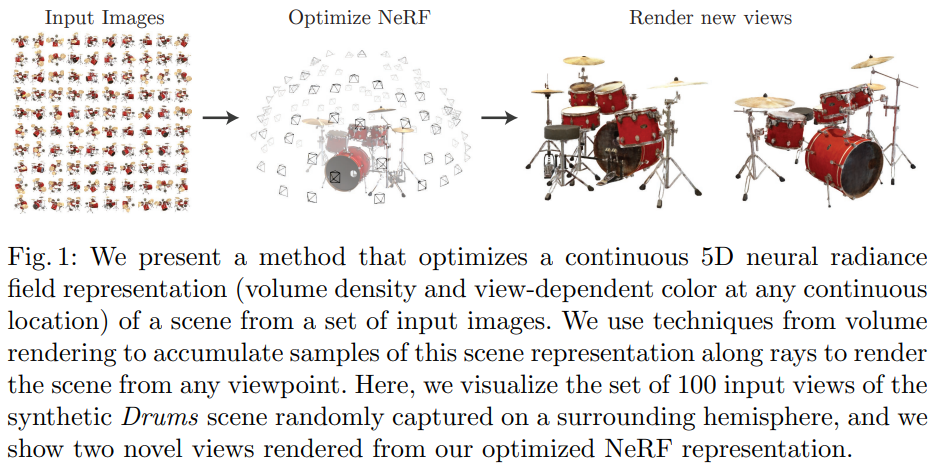 Input Images
Optimize NeRF
Render new views
Fig. 1: We present a method that optimizes a continuous 5D neural radiance
field representation (volume density and view-dependent color at any continuous
location) of a scene from a set of input images. We use techniques from volume
rendering to accumulate samples of this scene representation along rays to render
the scene from any viewpoint. Here, we visualize the set of 100 input views of the
synthetic Drums scene randomly captured on a surrounding hemisphere, and we
show two novel views rendered from our optimized NeRF representation.